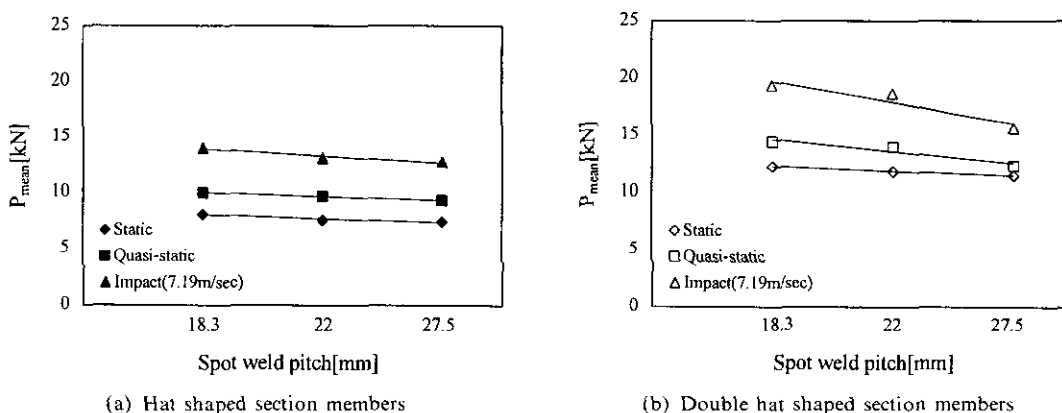 25
20
15
10
5
0
P_mean[kN]
◆ Static
■ Quasi-static
▲ Impact(7.19m/sec)
18.3 22 27.5
Spot weld pitch[mm]
(a) Hat shaped section members
25
20
15
10
5
0
P_mean[kN]
◇ Static
□ Quasi-static
△ Impact(7.19m/sec)
18.3 22 27.5
Spot weld pitch[mm]
(b) Double hat shaped section members